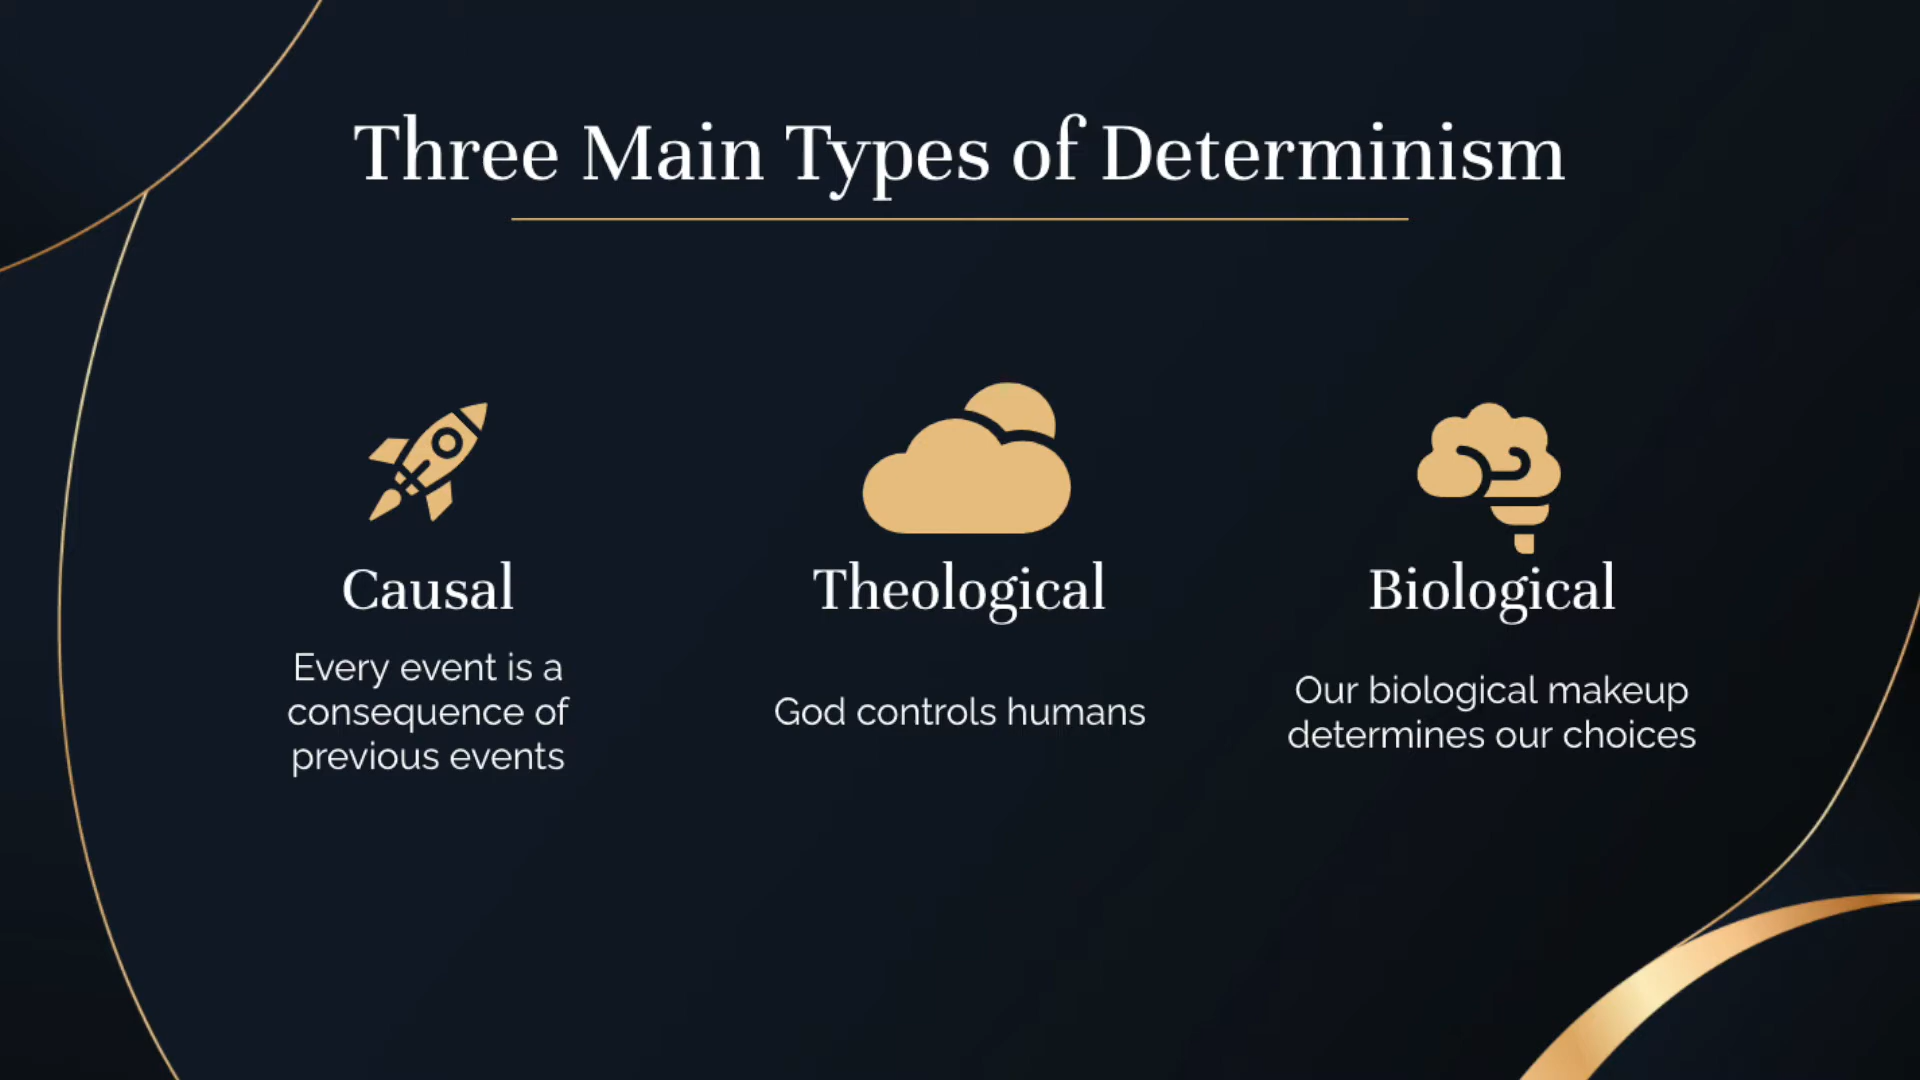 Three Main Types of Determinism
Causal
Every event is a
consequence of
previous events
Theological
God controls humans
Biological
Our biological makeup
determines our choices